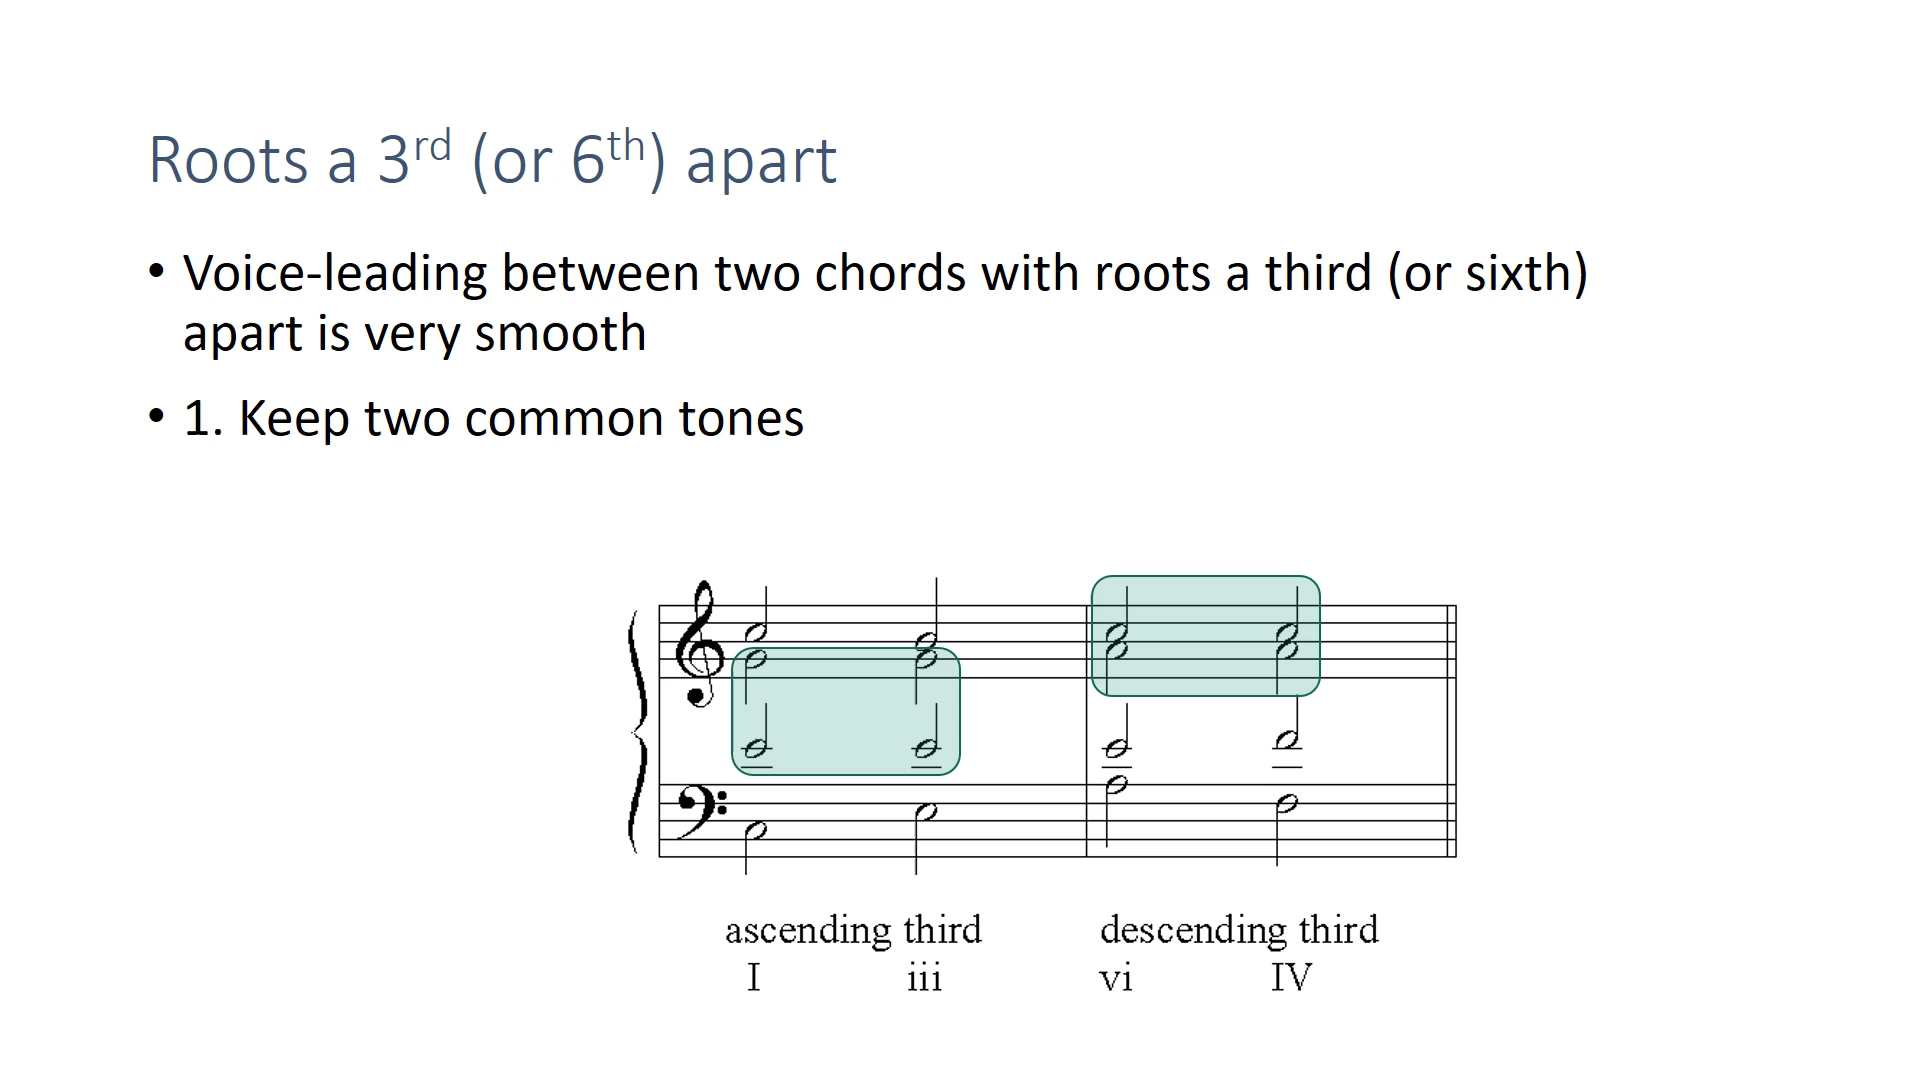 Roots a 3rd (or 6th) apart
• Voice-leading between two chords with roots a third (or sixth)
apart is very smooth
• 1. Keep two common tones
ascending third descending third
I iii vi IV